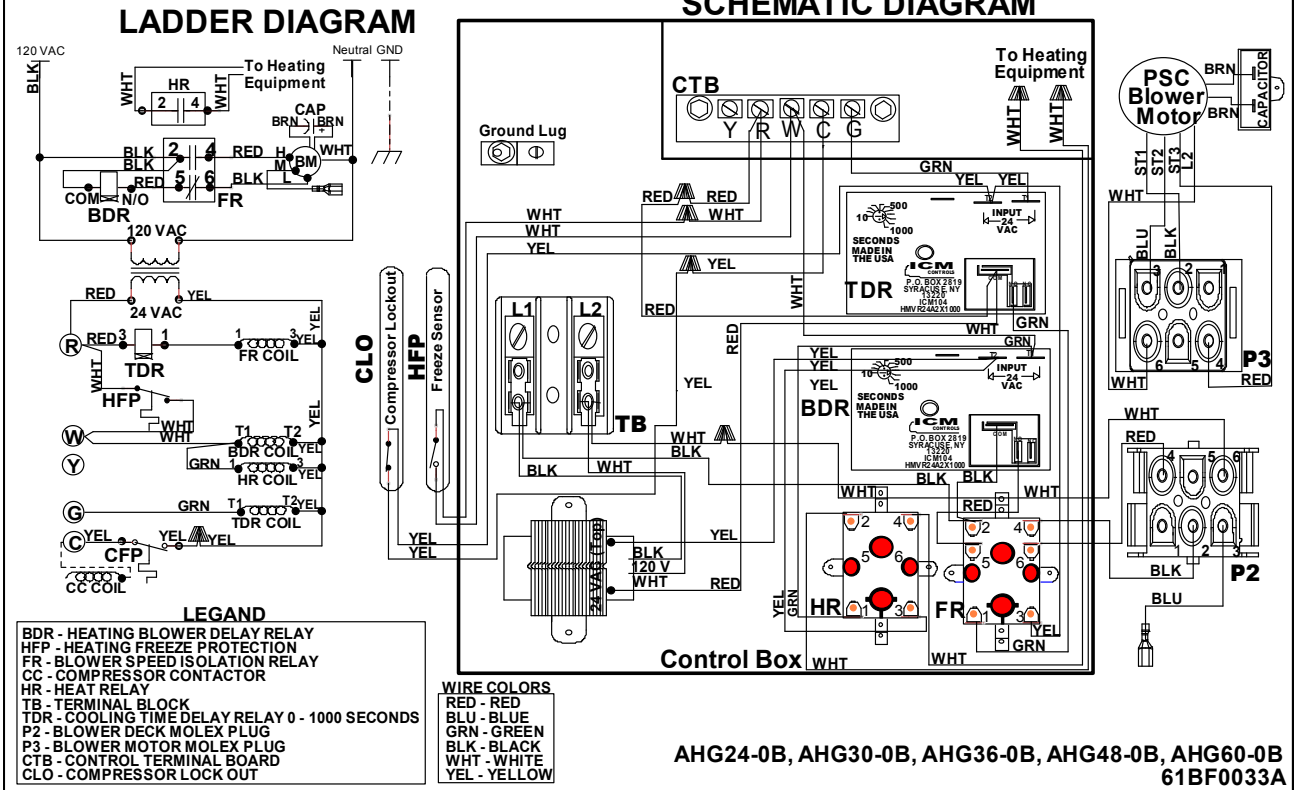 LADDER DIAGRAM
120 VAC
BLK
Neutral GND
To Heating
Equipment
WHT
HR
2 4
WHT
CAP
BRN BRN
WHT
BLK 2 4 RED H
BLK
M
BM
L
RED 5 6 BLK
COM N/O
BDR
FR
120 VAC
RED
YEL
24 VAC
YEL
R RED 3 1
TDR
1 3 YEL
FR COIL
WHT
HFP
YEL
WHT
W WHT
T1 T2
BDR COIL YEL
Y
GRN 1 3
HR COIL YEL
G GRN T1 T2 YEL
TDR COIL
C YEL YEL YEL
CFP
CC COIL
LEGAND
BDR - HEATING BLOWER DELAY RELAY
HFP - HEATING FREEZE PROTECTION
FR - BLOWER SPEED ISOLATION RELAY
CC - COMPRESSOR CONTACTOR
HR - HEAT RELAY
TB - TERMINAL BLOCK
TDR - COOLING TIME DELAY RELAY 0 - 1000 SECONDS
P2 - BLOWER DECK MOLEX PLUG
P3 - BLOWER MOTOR MOLEX PLUG
CTB - CONTROL TERMINAL BOARD
CLO - COMPRESSOR LOCK OUT
WIRE COLORS
RED - RED
BLU - BLUE
GRN - GREEN
BLK - BLACK
WHT - WHITE
YEL - YELLOW
SCHEMATIC DIAGRAM
CTB
Y R W C G
To Heating
Equipment
WHT
WHT
Ground Lug
GRN
YEL YEL
RED RED
WHT
WHT
WHT
YEL
YEL
CLO
Compressor Lockout
HFP
Freeze Sensor
YEL
YEL
10 500
1000
SECONDS
MADE IN
THE USA
INPUT
24
VAC
ICM
CONTROLS
P.O. BOX 2819
SYRACUSE, NY
13220
ICM104
HMVR24A2X1000
COM
TDR
RED
WHT
WHT
GRN
GRN
RED
L1 L2
TB
YEL
YEL
YEL
YEL
T2
10 500
1000
SECONDS
MADE IN
THE USA
INPUT
24
VAC
ICM
CONTROLS
P.O. BOX 2819
SYRACUSE, NY
13220
ICM104
HMVR24A2X1000
COM
BDR
WHT
BLK
BLK
WHT
24 VAC (Top)
YEL
BLK
120 V
WHT
RED
BLK BLK
RED
WHT
WHT
2 4
5 6
1 3
HR
YEL
GRN
2 4
5 6
1 3
FR
YEL
GRN
WHT
WHT
Control Box
PSC
Blower
Motor
BRN
BRN
CAPACITOR
ST1
ST2
ST3
L2
WHT
BLU
BLK
3 2 1
6 5 4
P3
WHT
RED
WHT
RED
4 5 6
1 2 3
P2
BLK
BLU
AHG24-0B, AHG30-0B, AHG36-0B, AHG48-0B, AHG60-0B
61BF0033A